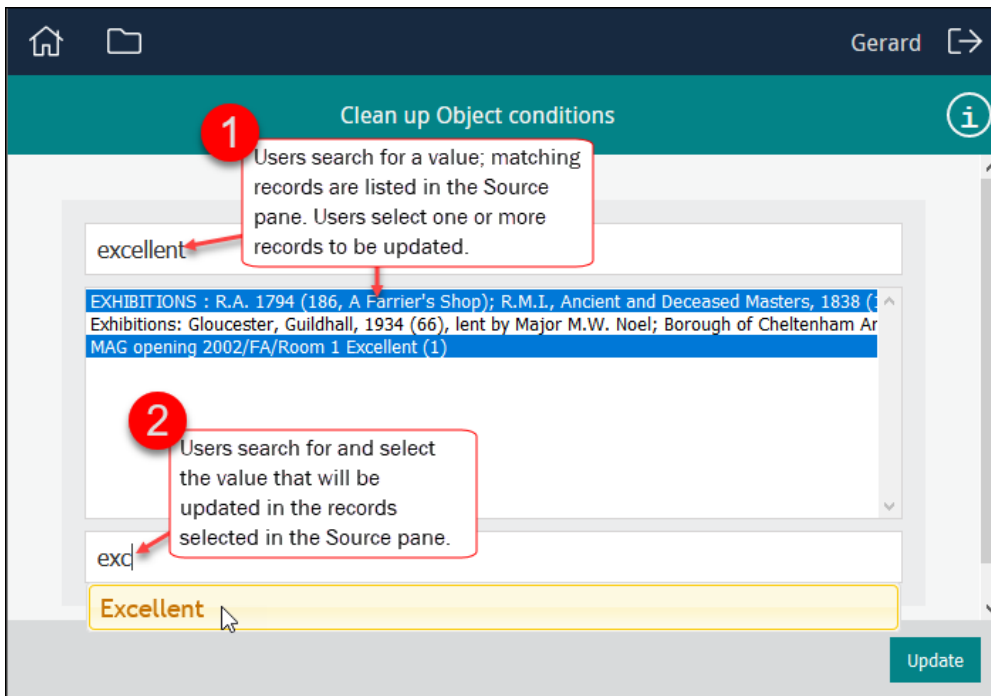 Gerard
Clean up Object conditions
i
1
Users search for a value; matching
records are listed in the Source
pane. Users select one or more
records to be updated.
excellent
EXHIBITIONS : R.A. 1794 (186, A Farrier's Shop); R.M.I., Ancient and Deceased Masters, 1838 (
Exhibitions: Gloucester, Guildhall, 1934 (66), lent by Major M.W. Noel; Borough of Cheltenham Ar
MAG opening 2002/FA/Room 1 Excellent (1)
2
Users search for and select
the value that will be
updated in the records
selected in the Source pane.
exc
Excellent
Update